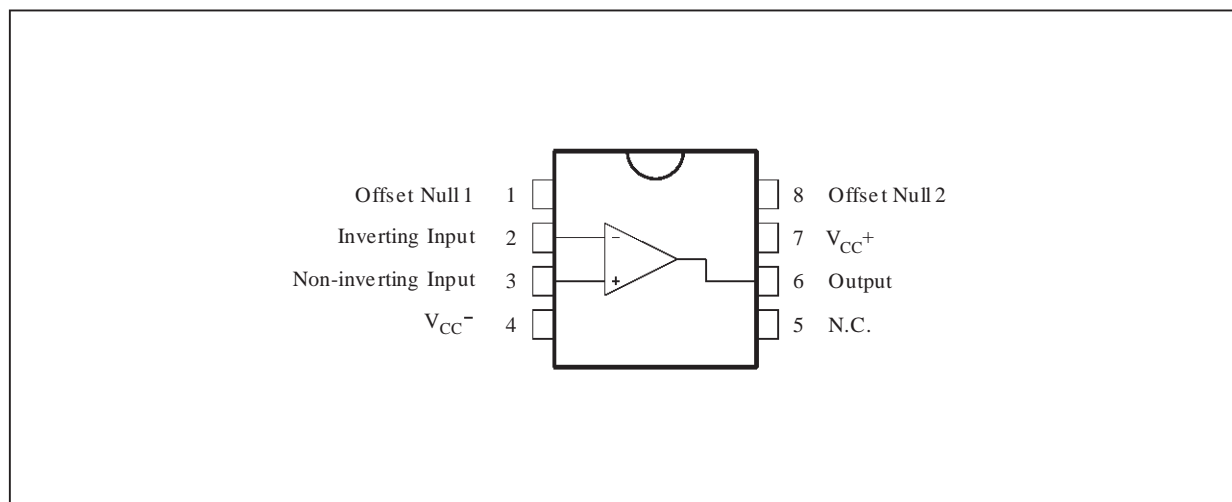 Offset Null 1 1
Inverting Input 2
Non-inverting Input 3
VCC− 4
8 Offset Null 2
7 VCC+
6 Output
5 N.C.
−
+